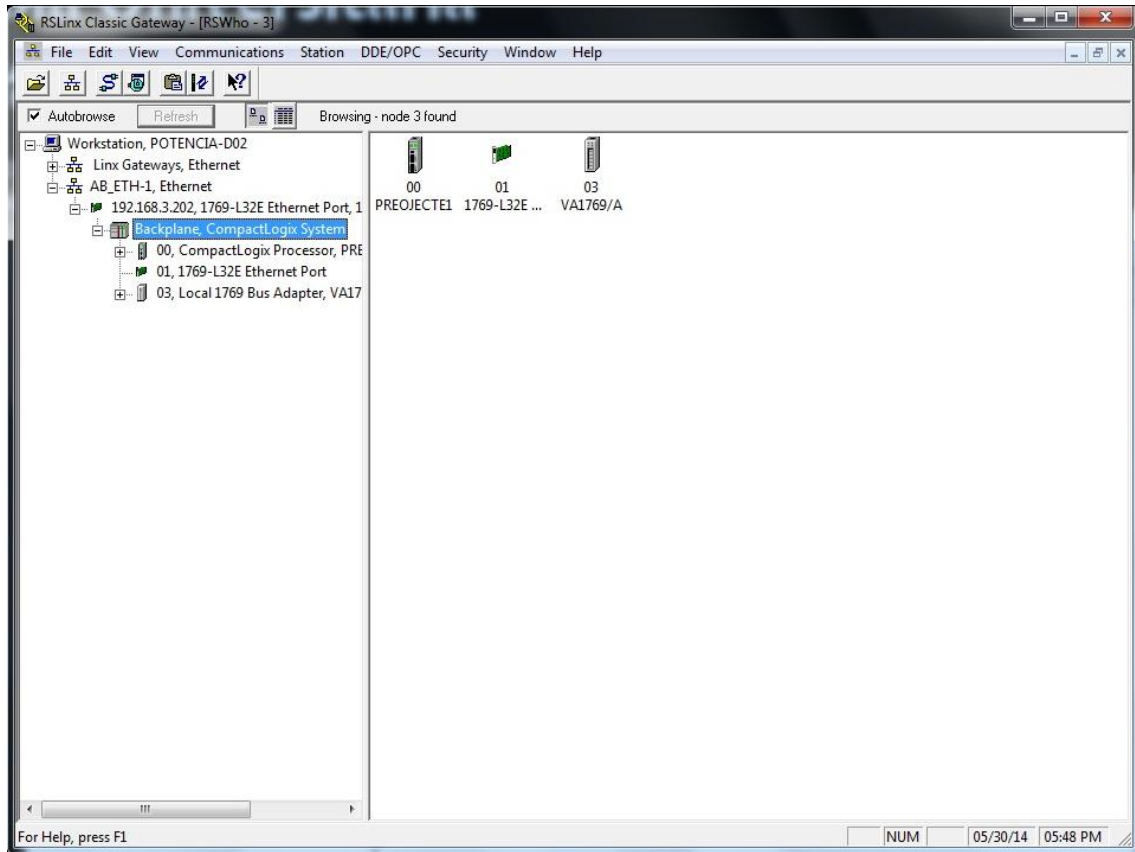 RSLinx Classic Gateway - [RSWho - 3]
File Edit View Communications Station DDE/OPC Security Window Help
Autobrowse Refresh Browsing - node 3 found
Workstation, POTENCIA-D02
Linx Gateways, Ethernet
AB_ETH-1, Ethernet
192.168.3.202, 1769-L32E Ethernet Port, 1
Backplane, CompactLogix System
00, CompactLogix Processor, PRE
01, 1769-L32E Ethernet Port
03, Local 1769 Bus Adapter, VA17
00 01 03
PREOJECTE1 1769-L32E ... VA1769/A
For Help, press F1
NUM 05/30/14 05:48 PM